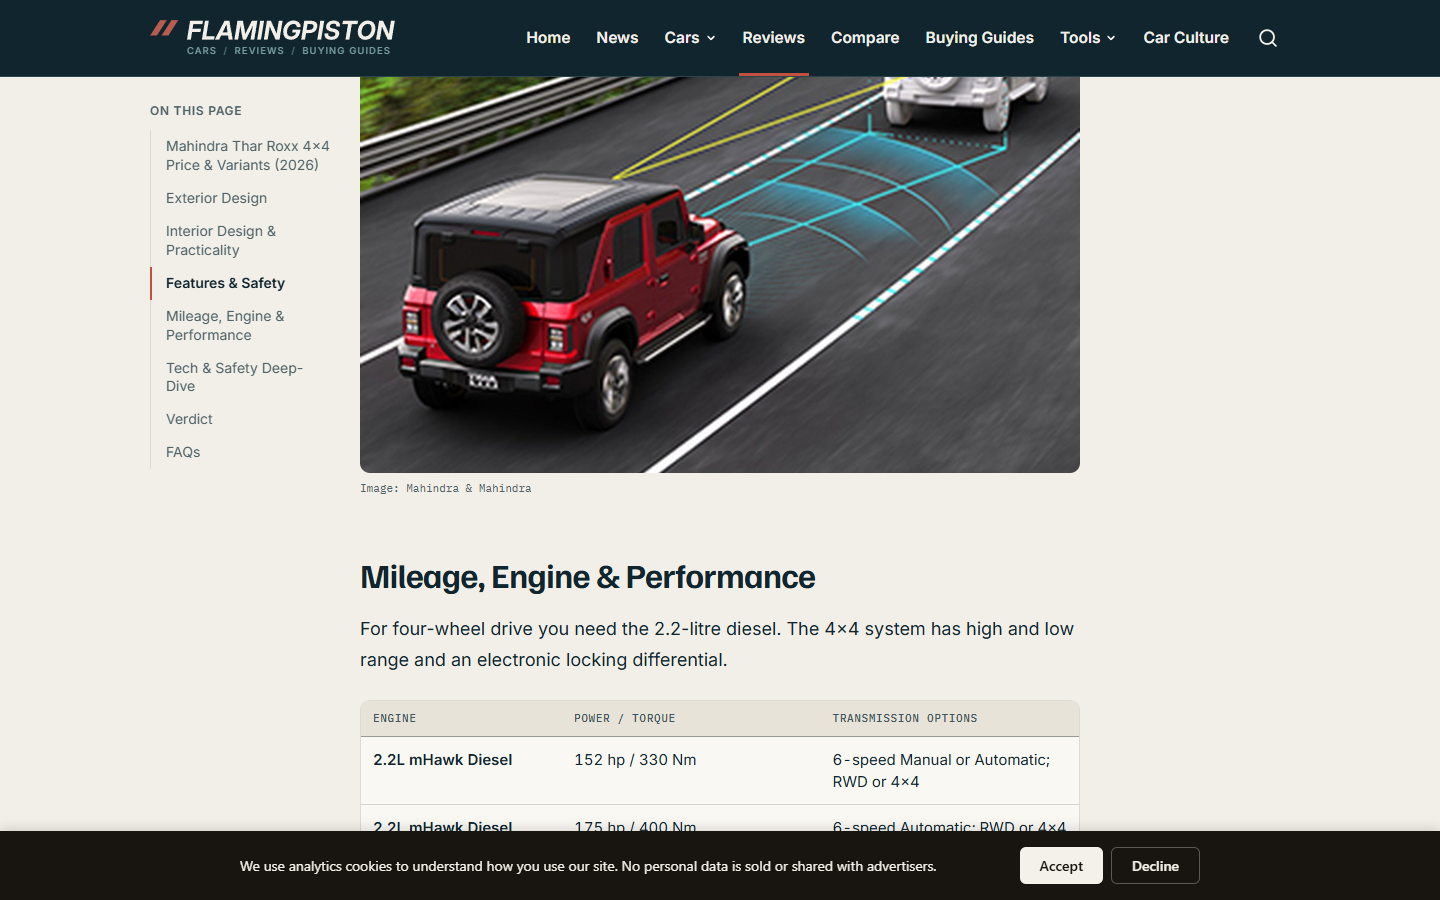 FLAMINGPISTON
CARS / REVIEWS / BUYING GUIDES
Home News Cars Reviews Compare Buying Guides Tools Car Culture
ON THIS PAGE
Mahindra Thar Roxx 4×4
Price & Variants (2026)
Exterior Design
Interior Design &
Practicality
Features & Safety
Mileage, Engine &
Performance
Tech & Safety Deep-
Dive
Verdict
FAQs
Image: Mahindra & Mahindra
Mileage, Engine & Performance
For four-wheel drive you need the 2.2-litre diesel. The 4×4 system has high and low
range and an electronic locking differential.
ENGINE POWER / TORQUE TRANSMISSION OPTIONS
2.2L mHawk Diesel 152 hp / 330 Nm 6-speed Manual or Automatic;
RWD or 4×4
2.2L mHawk Diesel 175 hp / 400 Nm 6-speed Automatic; RWD or 4×4
We use analytics cookies to understand how you use our site. No personal data is sold or shared with advertisers.
Accept
Decline